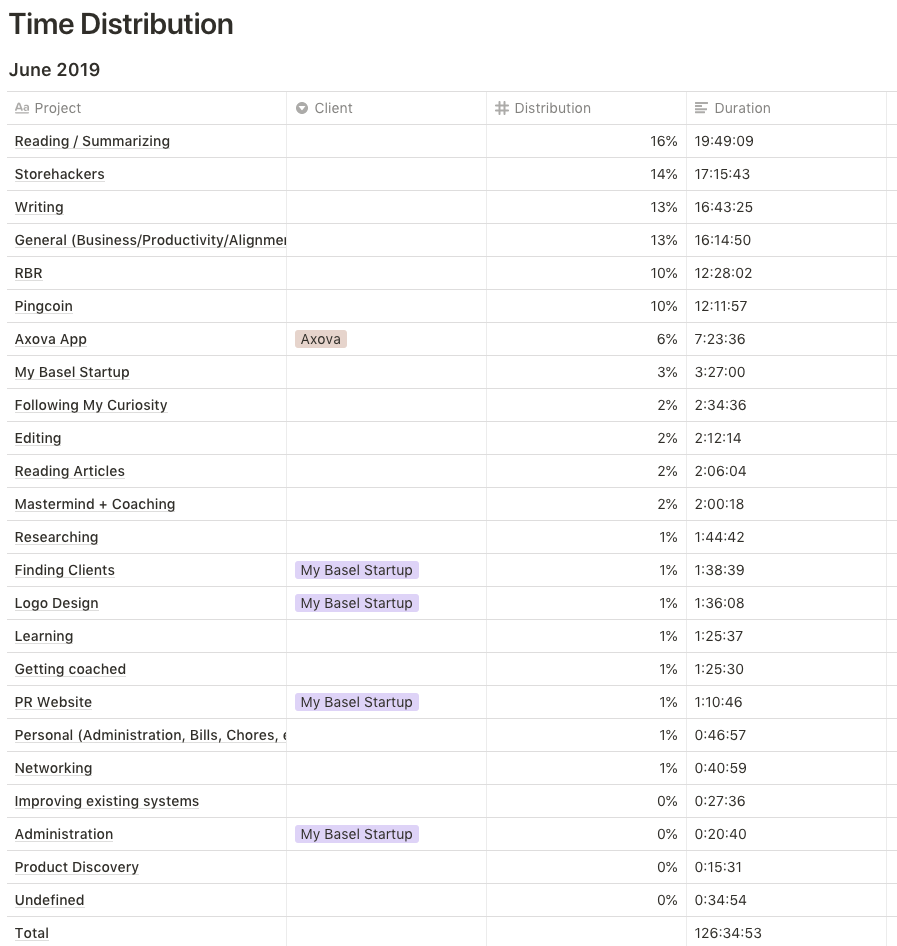 Time Distribution
June 2019
Aa Project Client Distribution Duration
Reading / Summarizing 16% 19:49:09
Storehackers 14% 17:15:43
Writing 13% 16:43:25
General (Business/Productivity/Alignmer 13% 16:14:50
RBR 10% 12:28:02
Pingcoin 10% 12:11:57
Axova App Axova 6% 7:23:36
My Basel Startup 3% 3:27:00
Following My Curiosity 2% 2:34:36
Editing 2% 2:12:14
Reading Articles 2% 2:06:04
Mastermind + Coaching 2% 2:00:18
Researching 1% 1:44:42
Finding Clients My Basel Startup 1% 1:38:39
Logo Design My Basel Startup 1% 1:36:08
Learning 1% 1:25:37
Getting coached 1% 1:25:30
PR Website My Basel Startup 1% 1:10:46
Personal (Administration, Bills, Chores, e 1% 0:46:57
Networking 1% 0:40:59
Improving existing systems 0% 0:27:36
Administration My Basel Startup 0% 0:20:40
Product Discovery 0% 0:15:31
Undefined 0% 0:34:54
Total 126:34:53